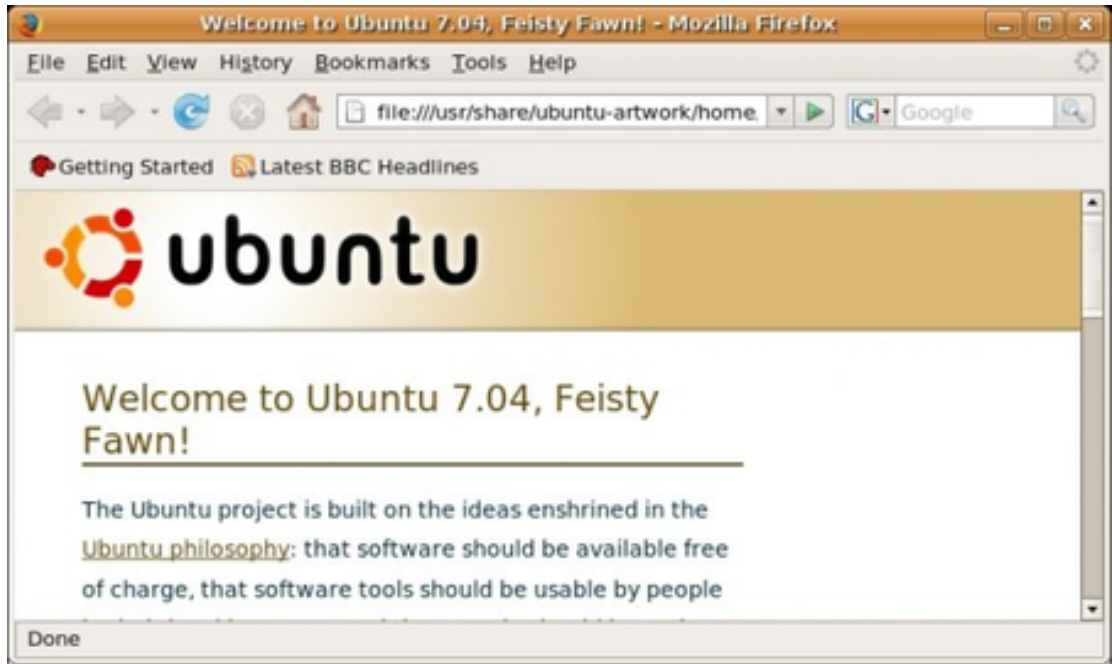 Welcome to Ubuntu 7.04, Feisty Fawn! - Mozilla Firefox
File Edit View History Bookmarks Tools Help
file:///usr/share/ubuntu-artwork/home G Google
Getting Started Latest BBC Headlines
ubuntu
Welcome to Ubuntu 7.04, Feisty
Fawn!
The Ubuntu project is built on the ideas enshrined in the
Ubuntu philosophy: that software should be available free
of charge, that software tools should be usable by people
Done